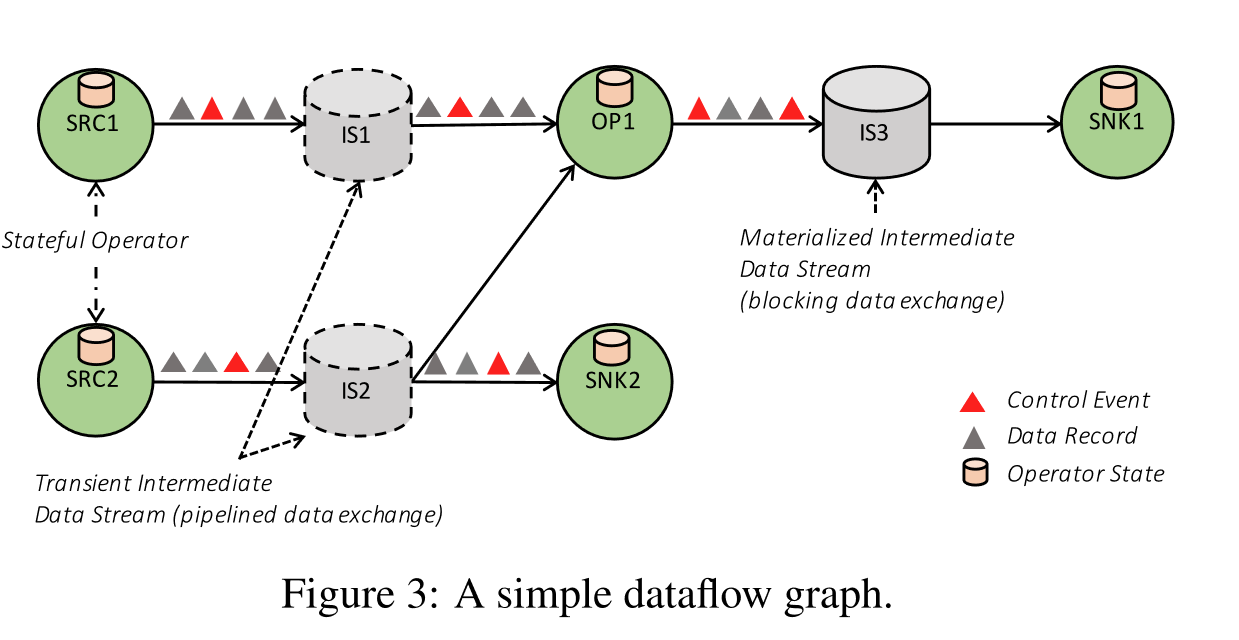 SRC1
IS1
OP1
IS3
SNK1
Stateful Operator
Materialized Intermediate
Data Stream
(blocking data exchange)
SRC2
IS2
SNK2
Control Event
Data Record
Operator State
Transient Intermediate
Data Stream (pipelined data exchange)
Figure 3: A simple dataflow graph.